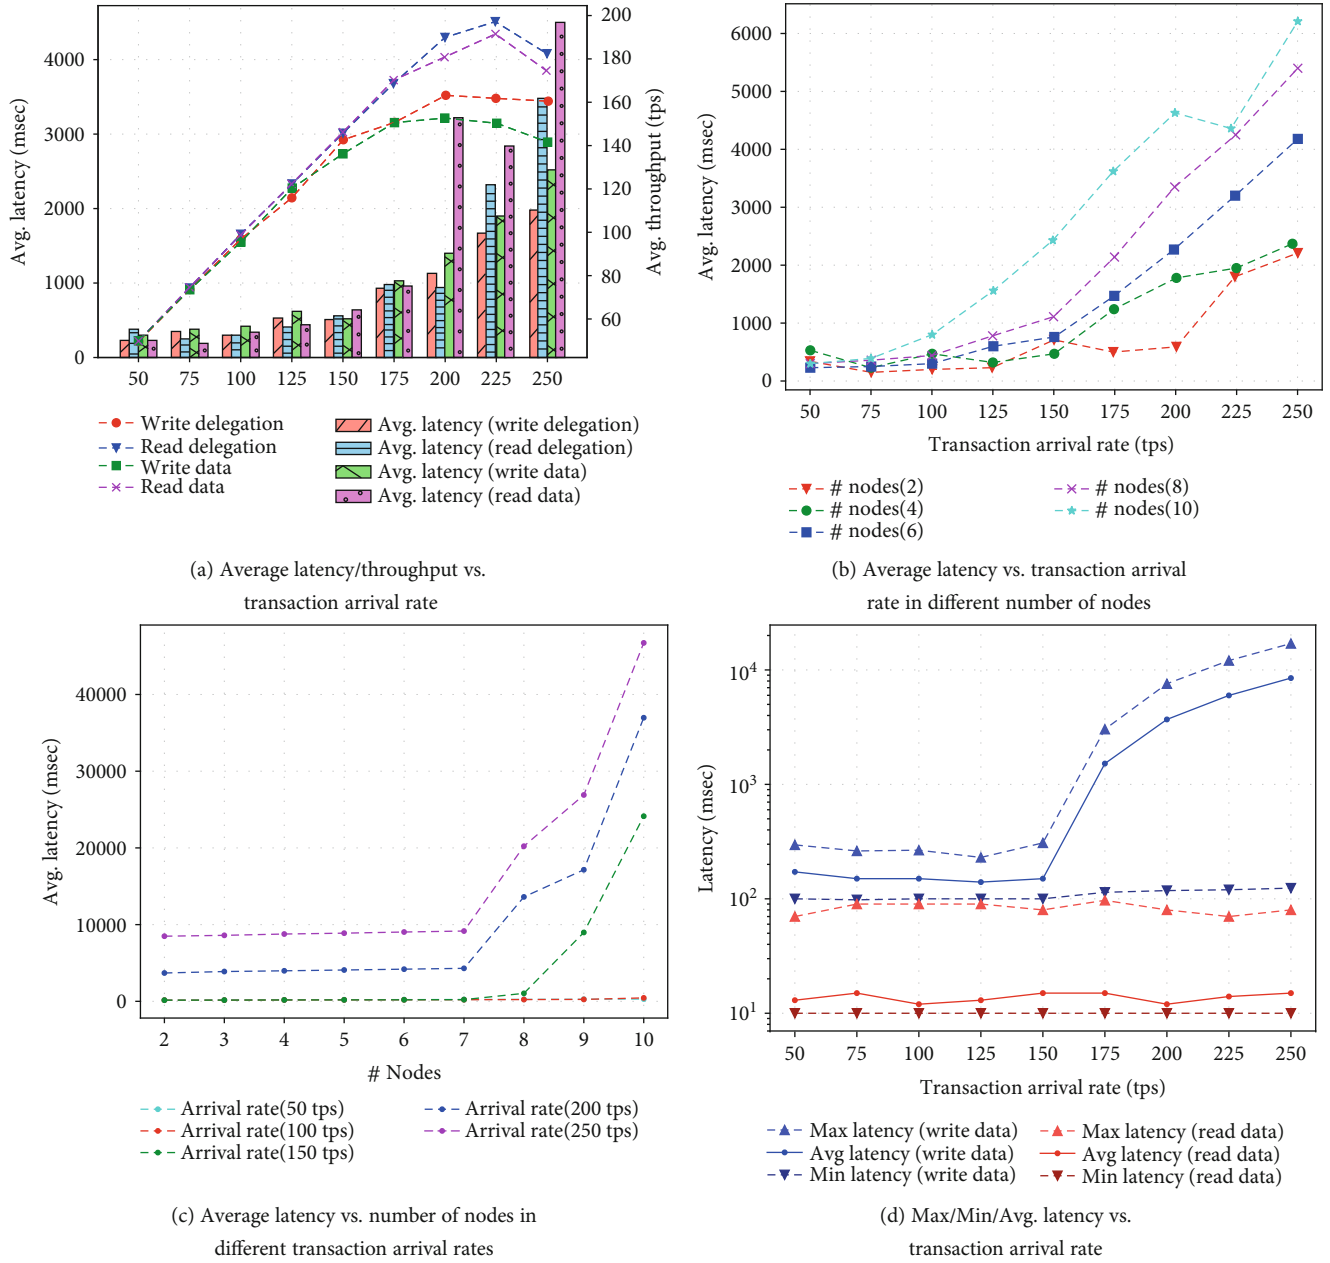 Avg. latency (msec)
4000
3000
2000
1000
0
50 75 100 125 150 175 200 225 250
200
180
160
140
120
100
80
60
Avg. throughput (tps)
Write delegation
Read delegation
Write data
Read data
Avg. latency (write delegation)
Avg. latency (read delegation)
Avg. latency (write data)
Avg. latency (read data)
(a) Average latency/throughput vs.
transaction arrival rate
Avg. latency (msec)
6000
5000
4000
3000
2000
1000
0
50 75 100 125 150 175 200 225 250
Transaction arrival rate (tps)
# nodes(2)
# nodes(4)
# nodes(6)
# nodes(8)
# nodes(10)
(b) Average latency vs. transaction arrival
rate in different number of nodes
Avg. latency (msec)
40000
30000
20000
10000
0
2 3 4 5 6 7 8 9 10
# Nodes
Arrival rate(50 tps)
Arrival rate(100 tps)
Arrival rate(150 tps)
Arrival rate(200 tps)
Arrival rate(250 tps)
(c) Average latency vs. number of nodes in
different transaction arrival rates
Latency (msec)
10⁴
10³
10²
10¹
50 75 100 125 150 175 200 225 250
Transaction arrival rate (tps)
Max latency (write data)
Avg latency (write data)
Min latency (write data)
Max latency (read data)
Avg latency (read data)
Min latency (read data)
(d) Max/Min/Avg. latency vs.
transaction arrival rate